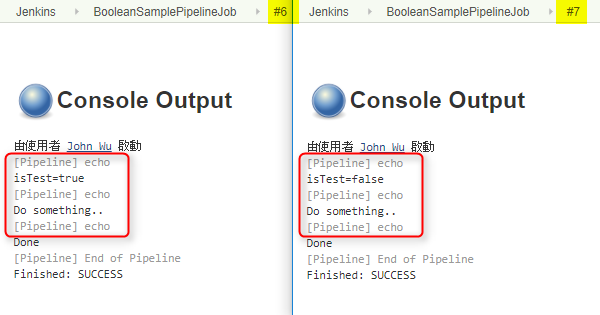 Jenkins BooleanSamplePipelineJob #6
Console Output
由使用者 John Wu 啟動
[Pipeline] echo
isTest=true
[Pipeline] echo
Do something..
[Pipeline] echo
Done
[Pipeline] End of Pipeline
Finished: SUCCESS
Jenkins BooleanSamplePipelineJob #7
Console Output
由使用者 John Wu 啟動
[Pipeline] echo
isTest=false
[Pipeline] echo
Do something..
[Pipeline] echo
Done
[Pipeline] End of Pipeline
Finished: SUCCESS